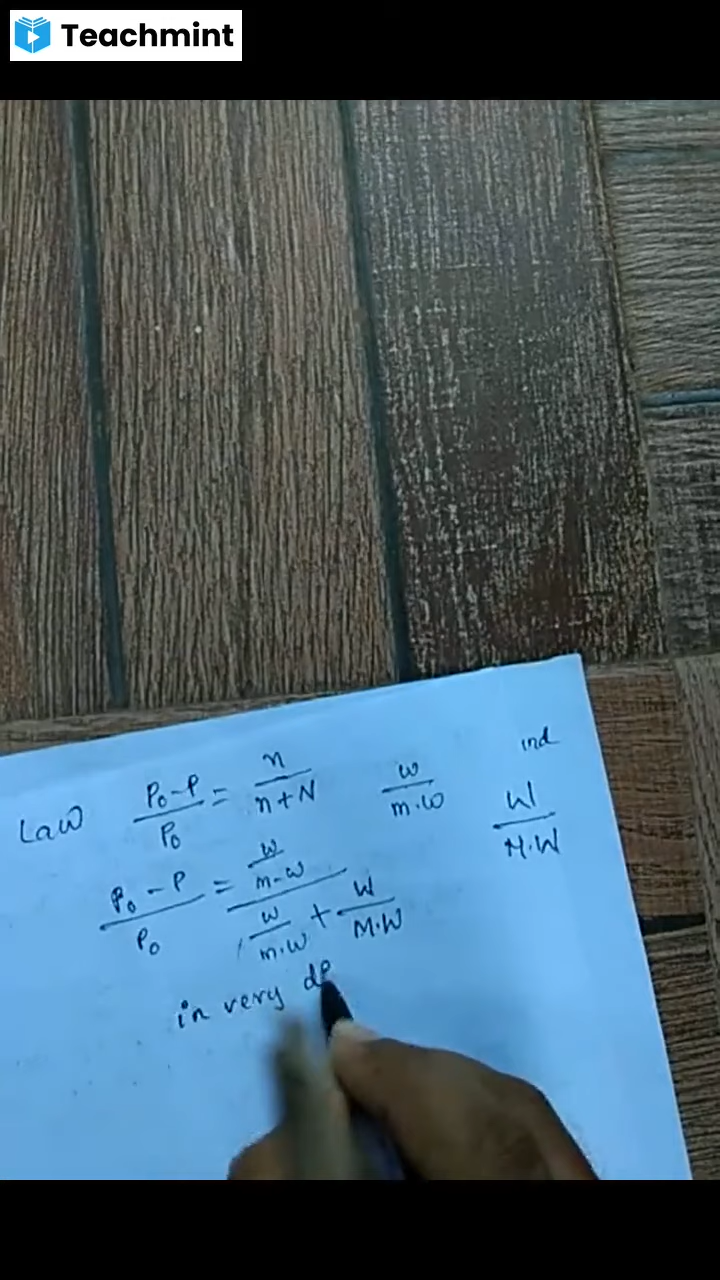 Teachmint
Law (P₀-P)/P₀ = n/(n+N) w/m.w ind W/M.W
(P₀-P)/P₀ = (w/m-w)/(w/m.w + W/M.W)
in very